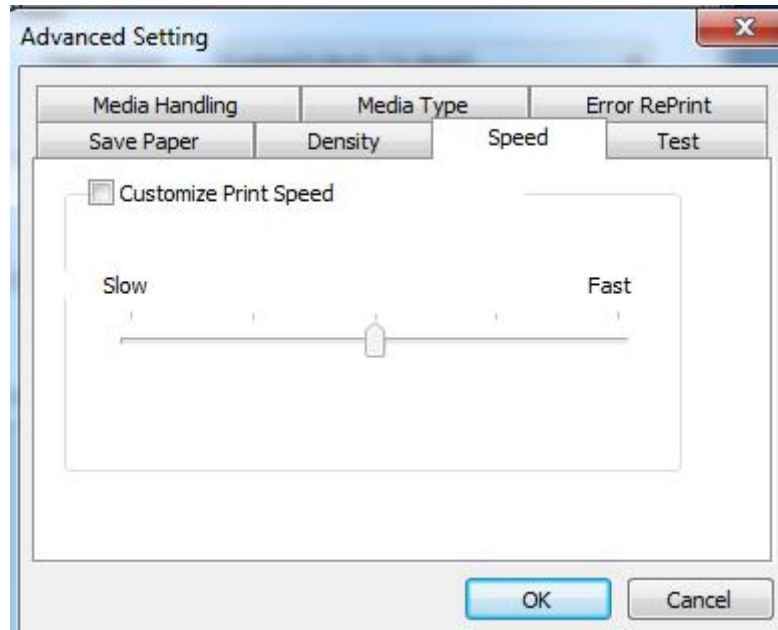 Advanced Setting
Media Handling Media Type Error RePrint
Save Paper Density Speed Test
Customize Print Speed
Slow Fast
OK Cancel